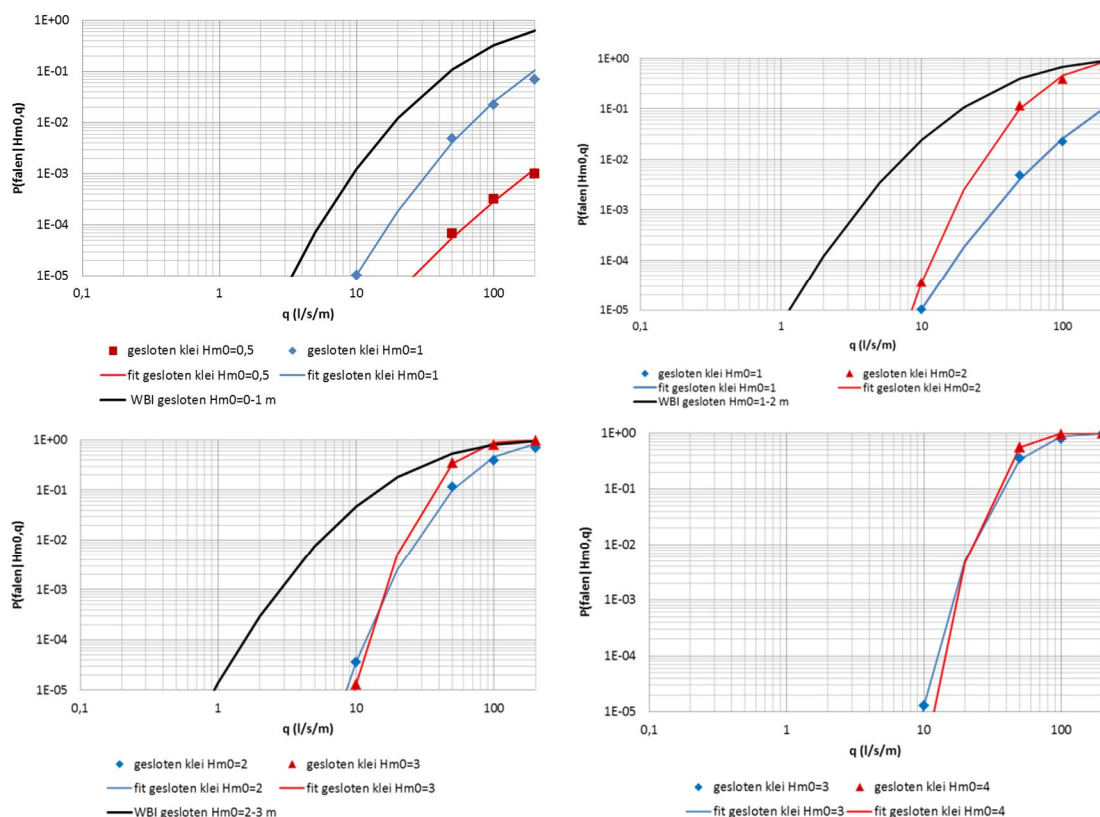 1E+00
1E-01
1E-02
1E-03
1E-04
1E-05
P(falen|Hm0,q)
0,1 1 10 100
q (l/s/m)
gesloten klei Hm0=0,5 gesloten klei Hm0=1
fit gesloten klei Hm0=0,5 fit gesloten klei Hm0=1
WBI gesloten Hm0=0-1 m
1E+00
1E-01
1E-02
1E-03
1E-04
1E-05
P(falen|Hm0,q)
0,1 1 10 100
q (l/s/m)
gesloten klei Hm0=1 gesloten klei Hm0=2
fit gesloten klei Hm0=1 fit gesloten klei Hm0=2
WBI gesloten Hm0=1-2 m
1E+00
1E-01
1E-02
1E-03
1E-04
1E-05
P(falen|Hm0,q)
0,1 1 10 100
q (l/s/m)
gesloten klei Hm0=2 gesloten klei Hm0=3
fit gesloten klei Hm0=2 fit gesloten klei Hm0=3
WBI gesloten Hm0=2-3 m
1E+00
1E-01
1E-02
1E-03
1E-04
1E-05
P(falen|Hm0,q)
0,1 1 10 100
q (l/s/m)
gesloten klei Hm0=3 gesloten klei Hm0=4
fit gesloten klei Hm0=3 fit gesloten klei Hm0=4